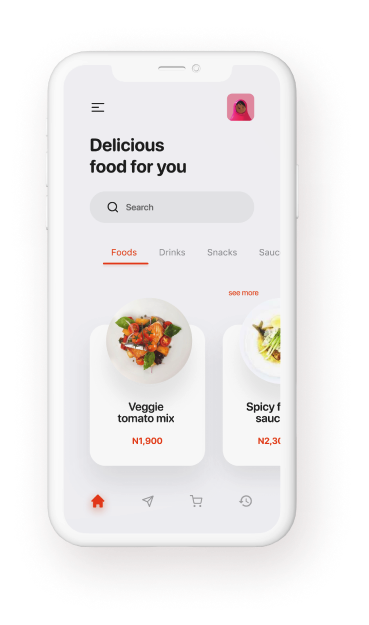 Delicious
food for you
Search
Foods Drinks Snacks Sauc
see more
Veggie
tomato mix
N1,900
Spicy f
sauc
N2,30